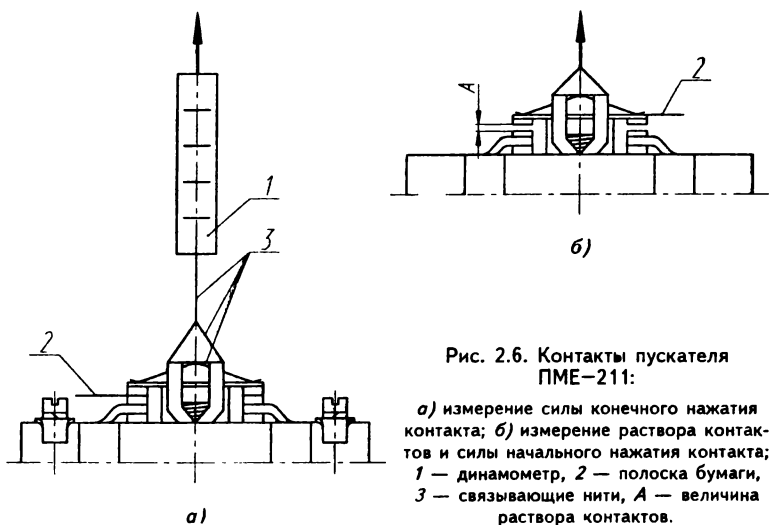 1
3
2
а)
А
2
б)
Рис. 2.6. Контакты пускателя
ПМЕ—211:
а) измерение силы конечного нажатия
контакта; б) измерение раствора контак-
тов и силы начального нажатия контакта;
1 — динамометр, 2 — полоска бумаги,
3 — связывающие нити, А — величина
раствора контактов.